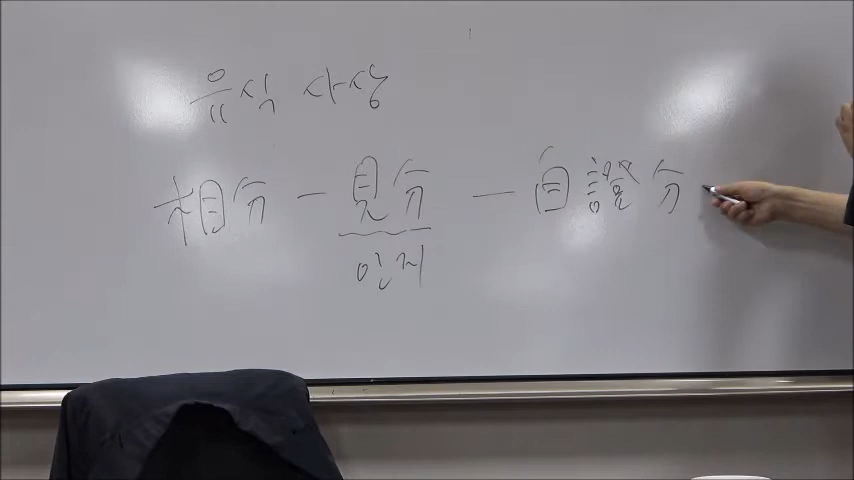 유식 사상
相分 - 見分 - 自證分
인지